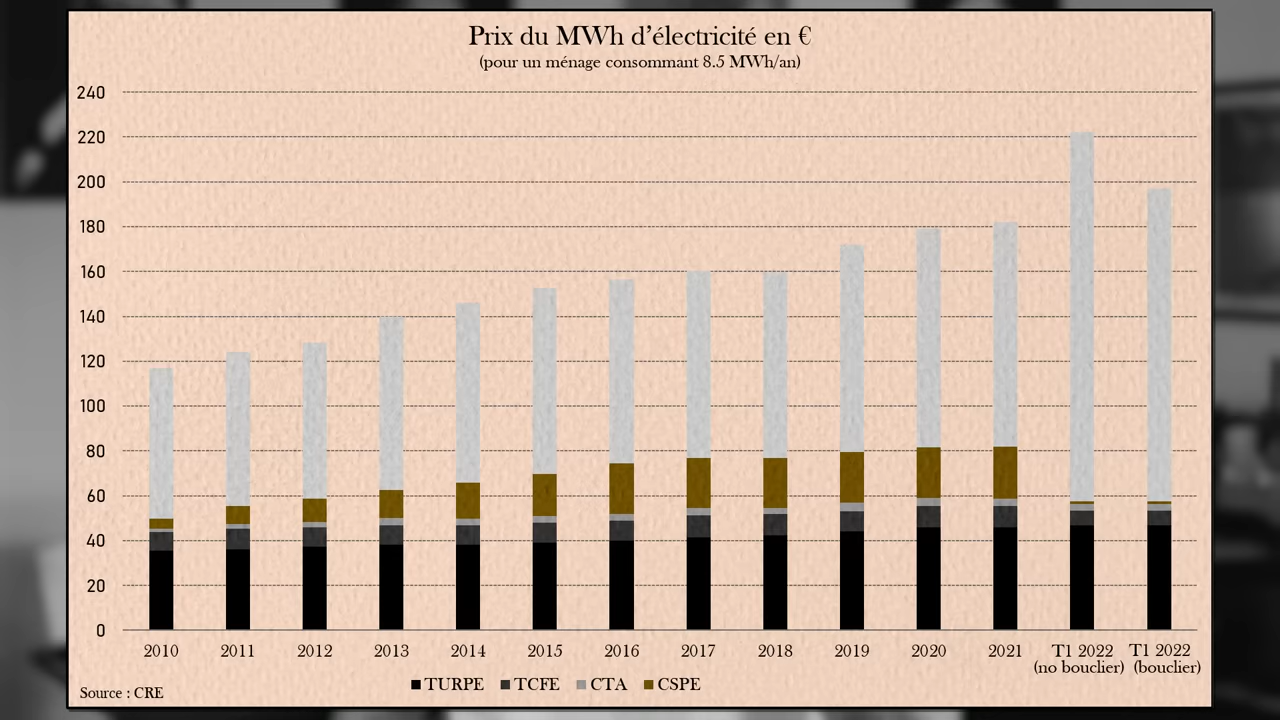 Prix du MWh d'électricité en €
(pour un ménage consommant 8.5 MWh/an)
240
220
200
180
160
140
120
100
80
60
40
20
0
2010 2011 2012 2013 2014 2015 2016 2017 2018 2019 2020 2021 T1 2022 T1 2022
(no bouclier) (bouclier)
TURPE TCFE CTA CSPE
Source : CRE